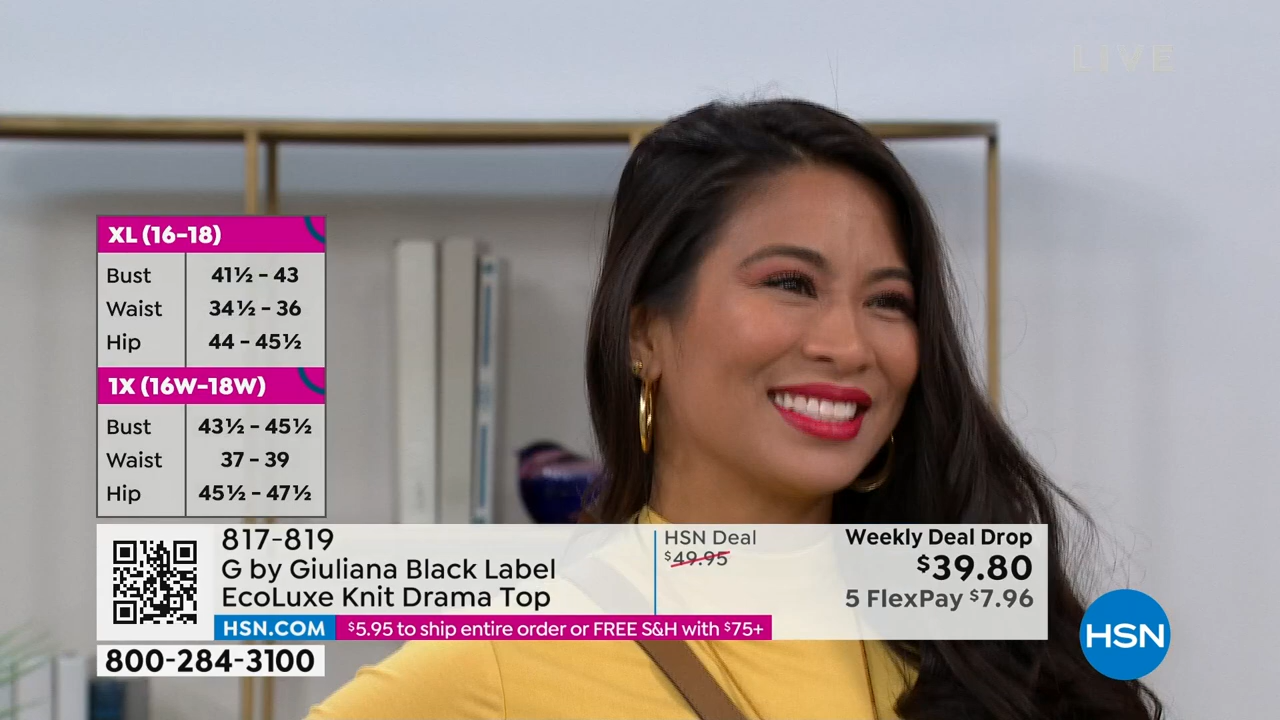 LIVE
XL (16-18)
Bust 41½ - 43
Waist 34½ - 36
Hip 44 - 45½
1X (16W-18W)
Bust 43½ - 45½
Waist 37 - 39
Hip 45½ - 47½
817-819
G by Giuliana Black Label
EcoLuxe Knit Drama Top
HSN Deal
$49.95
Weekly Deal Drop
$39.80
5 FlexPay $7.96
HSN.COM $5.95 to ship entire order or FREE S&H with $75+
800-284-3100
HSN